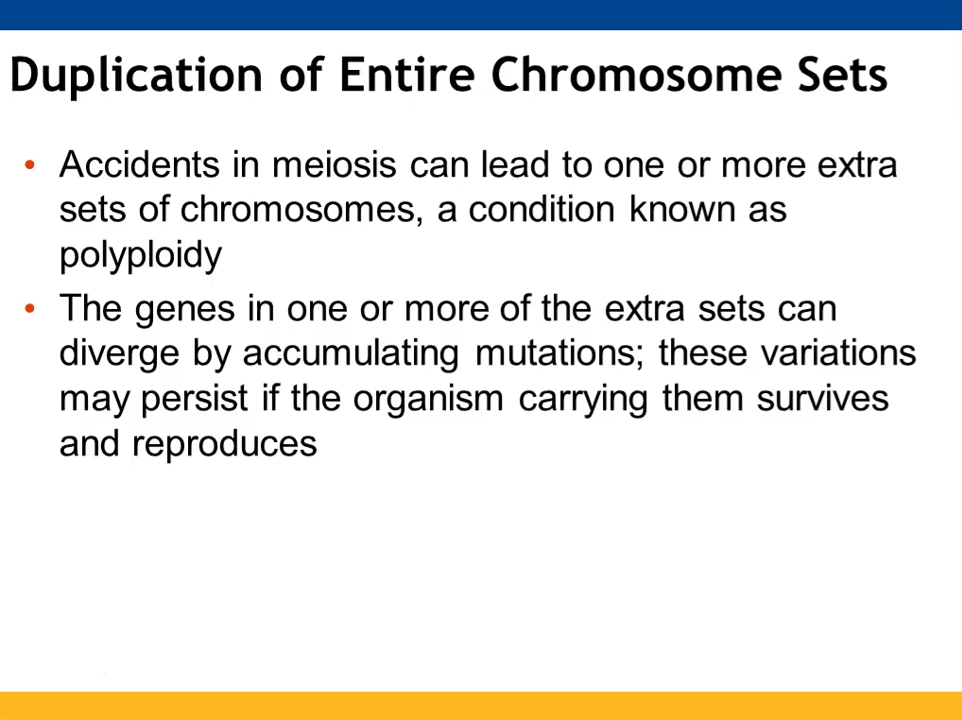 Duplication of Entire Chromosome Sets
• Accidents in meiosis can lead to one or more extra
sets of chromosomes, a condition known as
polyploidy
• The genes in one or more of the extra sets can
diverge by accumulating mutations; these variations
may persist if the organism carrying them survives
and reproduces